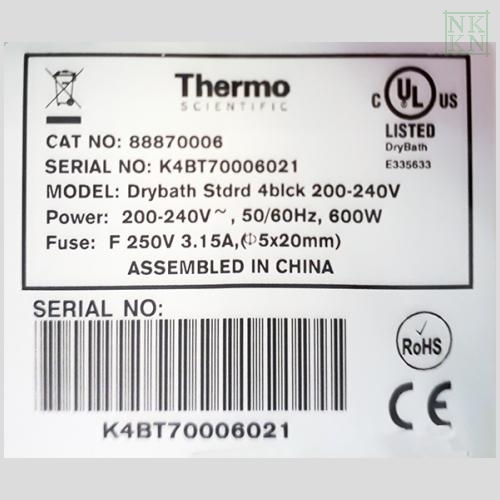 NK
KN
Thermo
SCIENTIFIC
C UL US
LISTED
DryBath
E335633
CAT NO: 88870006
SERIAL NO: K4BT70006021
MODEL: Drybath Stdrd 4blck 200-240V
Power: 200-240V~, 50/60Hz, 600W
Fuse: F 250V 3.15A,(Φ5x20mm)
ASSEMBLED IN CHINA
SERIAL NO:
K4BT70006021
RoHS
CE